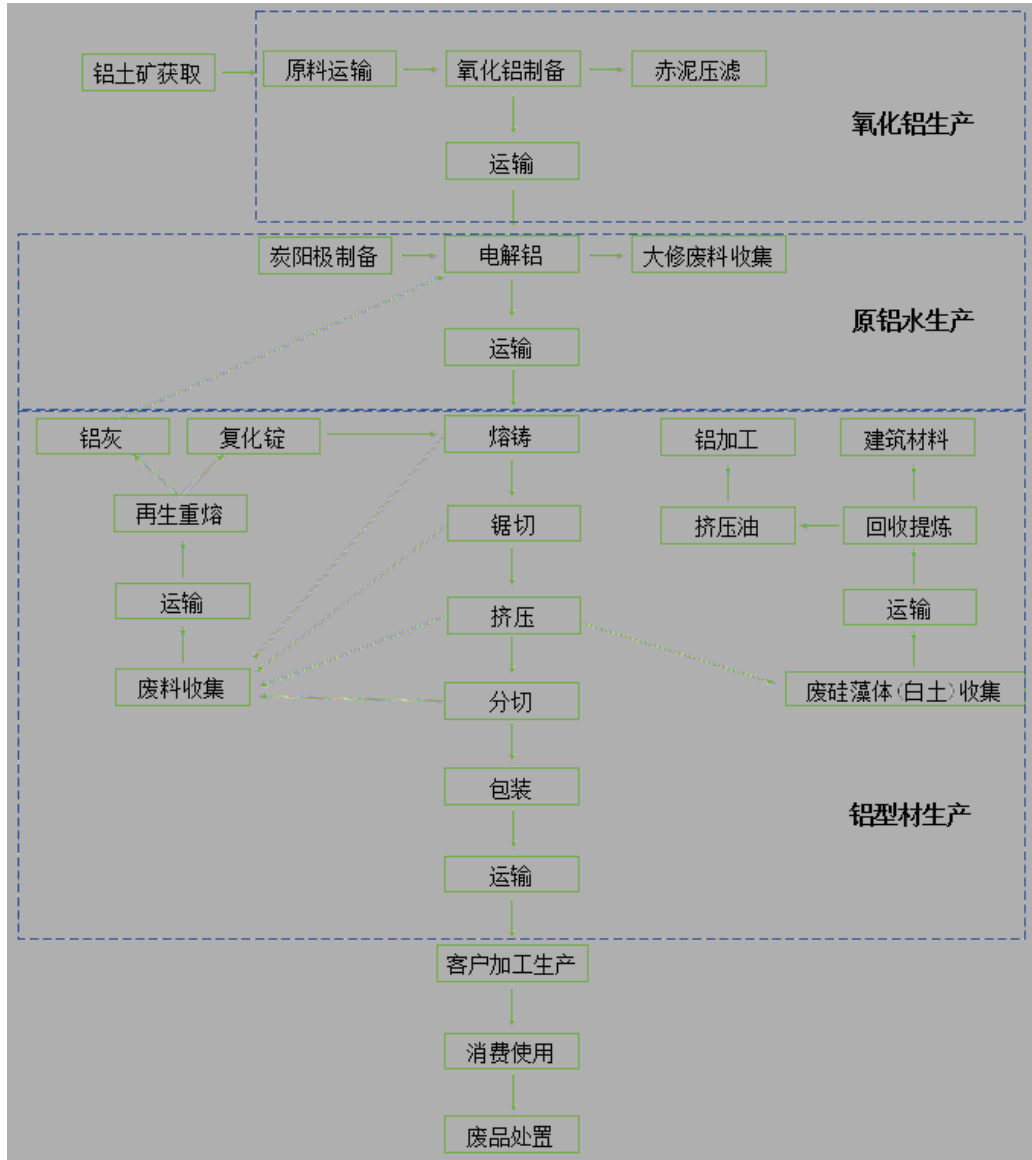 铝土矿获取
原料运输
氧化铝制备
赤泥压滤
氧化铝生产
运输
炭阳极制备
电解铝
大修废料收集
原铝水生产
运输
铝灰
复化锭
熔铸
铝加工
建筑材料
再生重熔
锯切
挤压油
回收提炼
运输
挤压
运输
废料收集
分切
废硅藻体(白土)收集
包装
铝型材生产
运输
客户加工生产
消费使用
废品处置